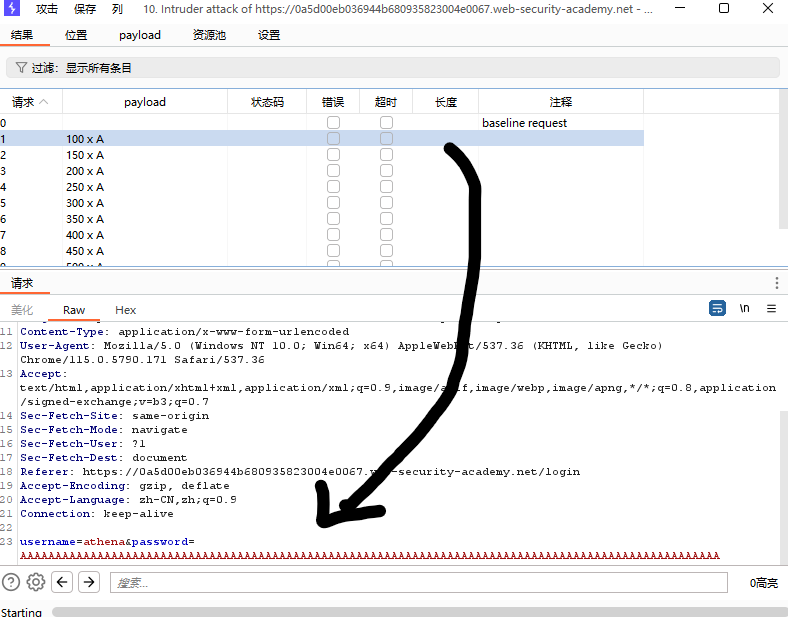 攻击 保存 列 10. Intruder attack of https://0a5d00eb036944b680935823004e0067.web-security-academy.net - ...
结果 位置 payload 资源池 设置
过滤: 显示所有条目
请求 payload 状态码 错误 超时 长度 注释
0 baseline request
1 100 x A
2 150 x A
3 200 x A
4 250 x A
5 300 x A
6 350 x A
7 400 x A
8 450 x A
9 500 x A
请求
美化 Raw Hex \n
11 Content-Type: application/x-www-form-urlencoded
12 User-Agent: Mozilla/5.0 (Windows NT 10.0; Win64; x64) AppleWebKit/537.36 (KHTML, like Gecko)
Chrome/115.0.5790.171 Safari/537.36
13 Accept:
text/html,application/xhtml+xml,application/xml;q=0.9,image/avif,image/webp,image/apng,*/*;q=0.8,application
/signed-exchange;v=b3;q=0.7
14 Sec-Fetch-Site: same-origin
15 Sec-Fetch-Mode: navigate
16 Sec-Fetch-User: ?1
17 Sec-Fetch-Dest: document
18 Referer: https://0a5d00eb036944b680935823004e0067.web-security-academy.net/login
19 Accept-Encoding: gzip, deflate
20 Accept-Language: zh-CN,zh;q=0.9
21 Connection: keep-alive
22
23 username=athena&password=
AAAAAAAAAAAAAAAAAAAAAAAAAAAAAAAAAAAAAAAAAAAAAAAAAAAAAAAAAAAAAAAAAAAAAAAAAAAAAAAAAAAAAAAAAAAAAAAAAAAA
搜索... 0高亮
Starting